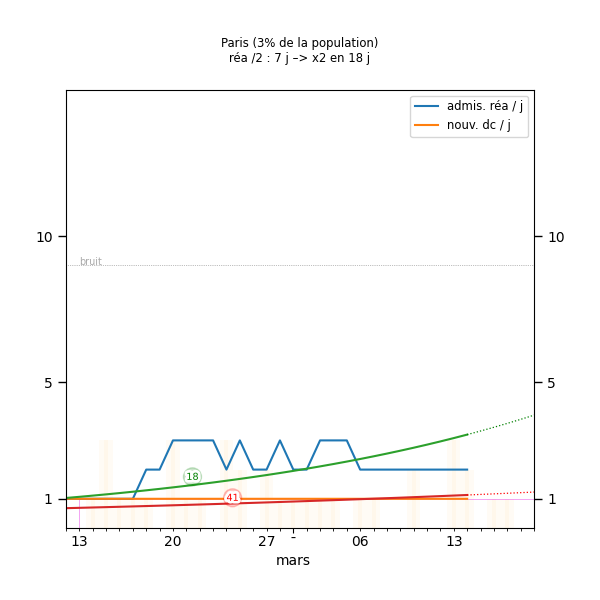 Paris (3% de la population)
réa /2 : 7 j –> x2 en 18 j
admis. réa / j
nouv. dc / j
10
10
bruit
5
5
18
41
1
1
13
20
27
-
06
13
mars